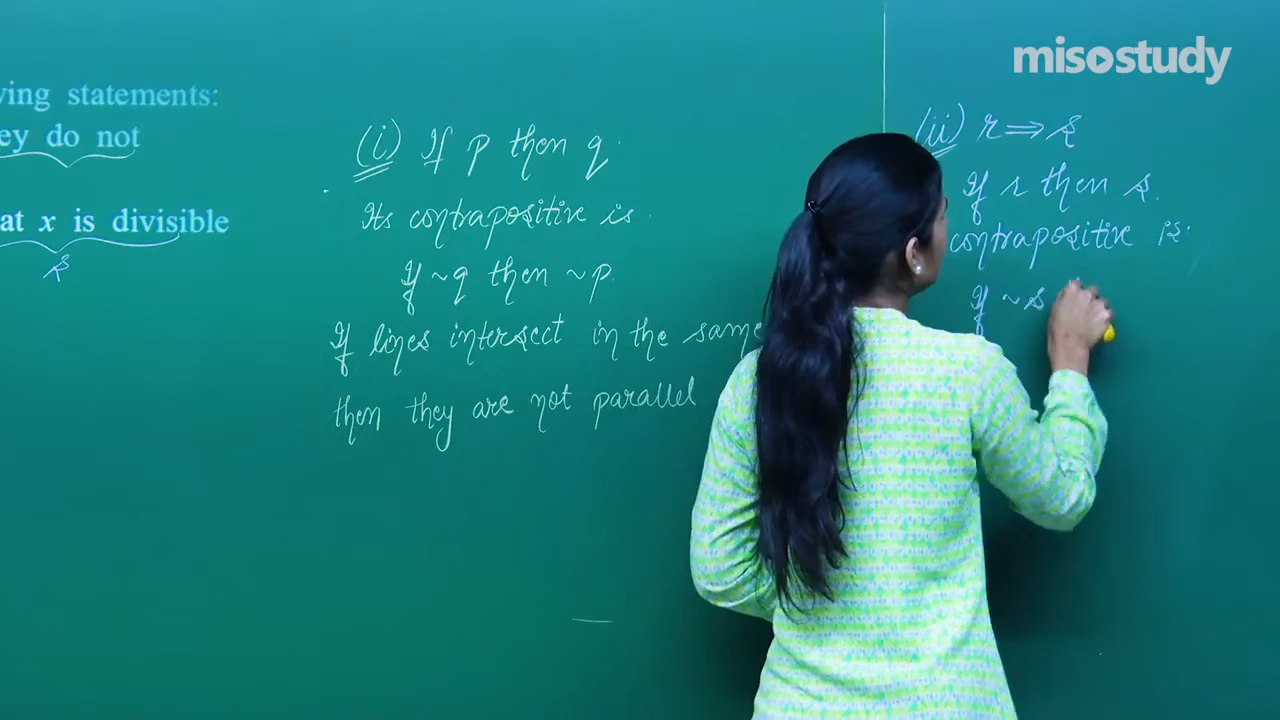 misostudy
ving statements:
ey do not
at x is divisible
s
(i) If p then q.
Its contrapositive is.
If ~q then ~p.
If lines intersect in the same
then they are not parallel
(ii) r ⇒ s
If r then s.
contrapositive is.
If ~s